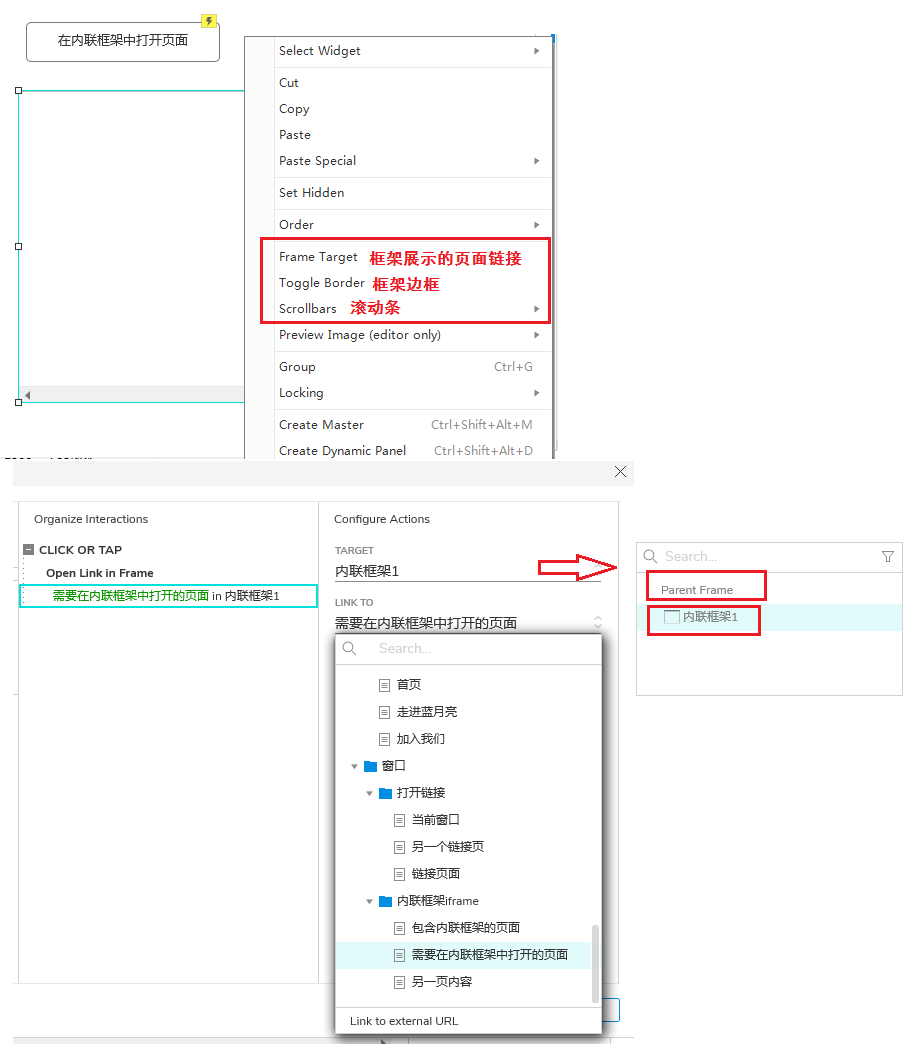 在内联框架中打开页面
Select Widget
Cut
Copy
Paste
Paste Special
Set Hidden
Order
Frame Target 框架展示的页面链接
Toggle Border 框架边框
Scrollbars 滚动条
Preview Image (editor only)
Group Ctrl+G
Locking
Create Master Ctrl+Shift+Alt+M
Create Dynamic Panel Ctrl+Shift+Alt+D
Organize Interactions
CLICK OR TAP
Open Link in Frame
需要在内联框架中打开的页面 in 内联框架1
Configure Actions
TARGET
内联框架1
LINK TO
需要在内联框架中打开的页面
Search...
首页
走进蓝月亮
加入我们
窗口
打开链接
当前窗口
另一个链接页
链接页面
内联框架iframe
包含内联框架的页面
需要在内联框架中打开的页面
另一页内容
Link to external URL
Search...
Parent Frame
内联框架1